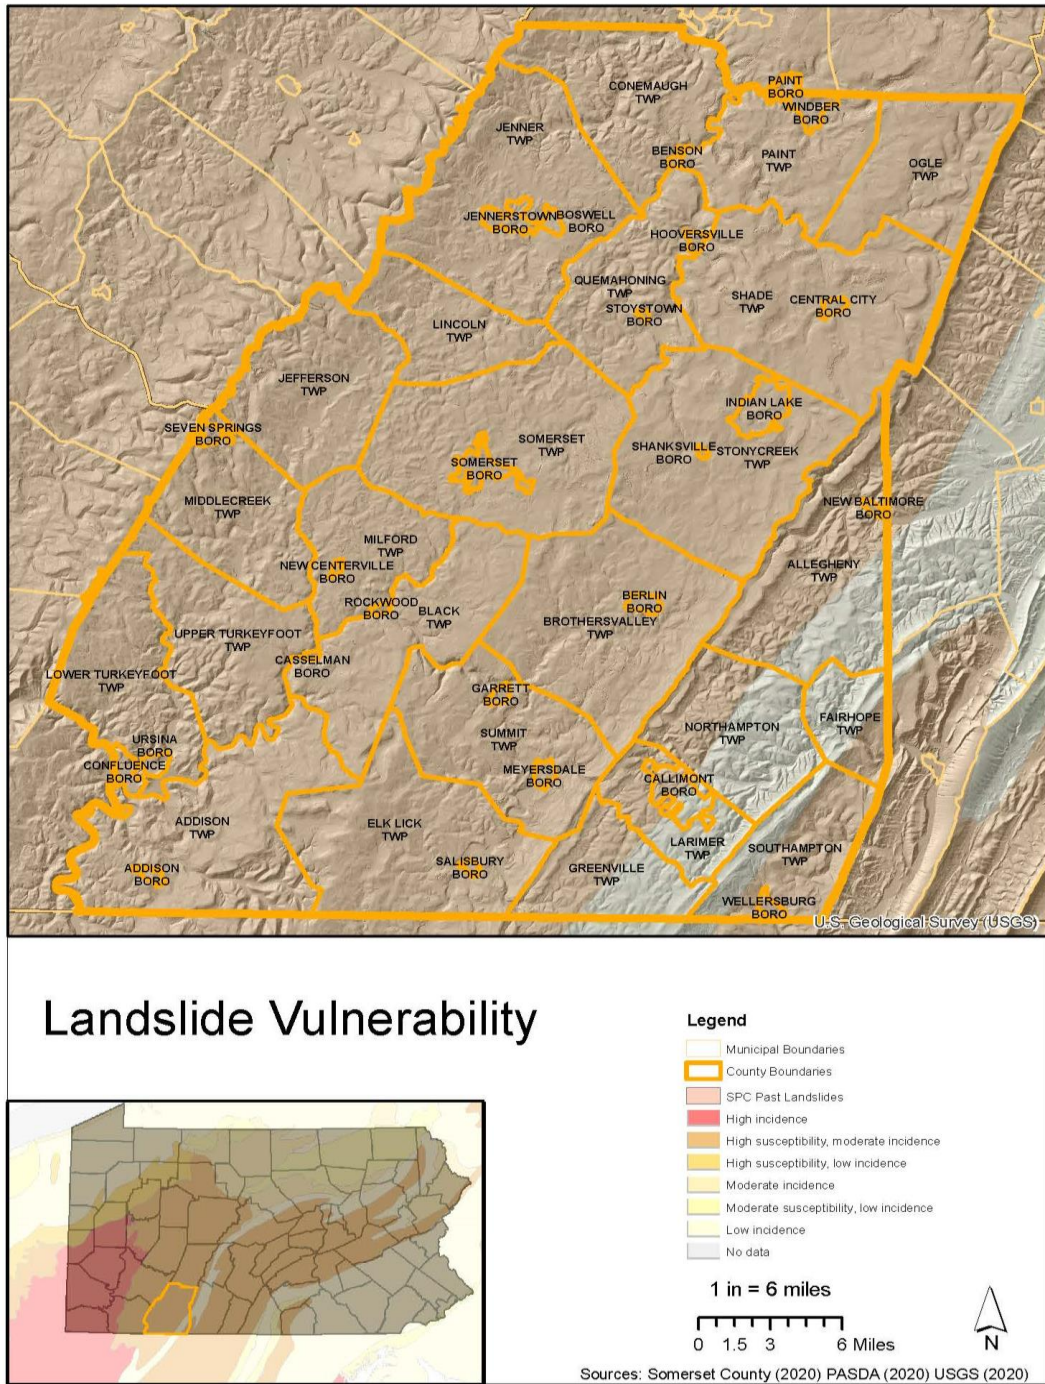 CONEMAUGH
TWP
PAINT
BORO
WINDBER
BORO
JENNER
TWP
BENSON
BORO
PAINT
TWP
OGLE
TWP
JENNERSTOWN
BORO
BOSWELL
BORO
HOOVERSVILLE
BORO
QUEMAHONING
TWP
STOYSTOWN
BORO
SHADE
TWP
CENTRAL CITY
BORO
LINCOLN
TWP
JEFFERSON
TWP
INDIAN LAKE
BORO
SEVEN SPRINGS
BORO
SOMERSET
TWP
SHANKSVILLE
BORO
STONYCREEK
TWP
SOMERSET
BORO
MIDDLECREEK
TWP
NEW BALTIMORE
BORO
MILFORD
TWP
NEW CENTERVILLE
BORO
ALLEGHENY
TWP
ROCKWOOD
BORO
BLACK
TWP
BERLIN
BORO
BROTHERSVALLEY
TWP
UPPER TURKEYFOOT
TWP
CASSELMAN
BORO
LOWER TURKEYFOOT
TWP
GARRETT
BORO
NORTHAMPTON
TWP
FAIRHOPE
TWP
URSINA
BORO
CONFLUENCE
BORO
SUMMIT
TWP
MEYERSDALE
BORO
CALLIMONT
BORO
ADDISON
TWP
ELK LICK
TWP
LARIMER
TWP
SOUTHAMPTON
TWP
ADDISON
BORO
SALISBURY
BORO
GREENVILLE
TWP
WELLERSBURG
BORO
U.S. Geological Survey (USGS)
Landslide Vulnerability
Legend
Municipal Boundaries
County Boundaries
SPC Past Landslides
High incidence
High susceptibility, moderate incidence
High susceptibility, low incidence
Moderate incidence
Moderate susceptibility, low incidence
Low incidence
No data
1 in = 6 miles
0 1.5 3 6 Miles
N
Sources: Somerset County (2020) PASDA (2020) USGS (2020)